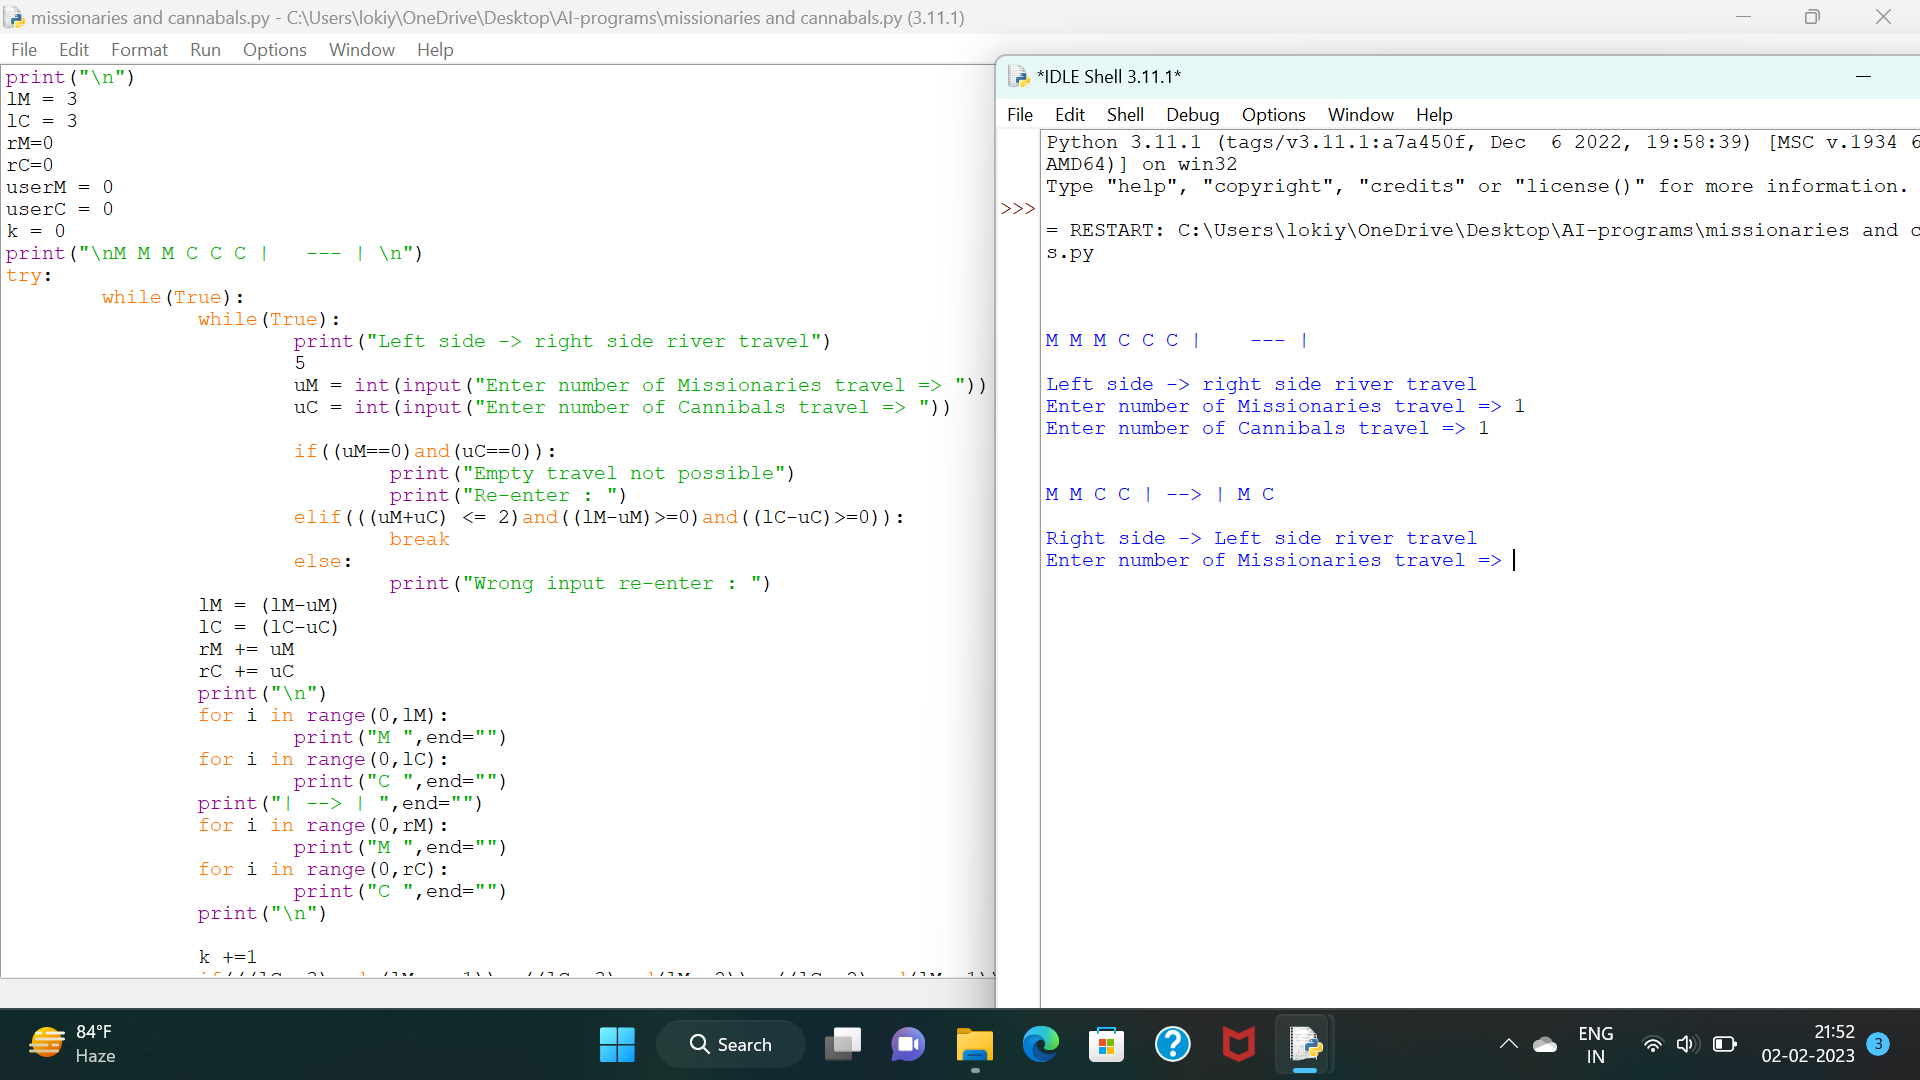 missionaries and cannabals.py - C:\Users\lokiy\OneDrive\Desktop\AI-programs\missionaries and cannabals.py (3.11.1)
File Edit Format Run Options Window Help
print("\n")
lM = 3
lC = 3
rM=0
rC=0
userM = 0
userC = 0
k = 0
print("\nM M M C C C |   --- | \n")
try:
        while(True):
                while(True):
                        print("Left side -> right side river travel")
                        5
                        uM = int(input("Enter number of Missionaries travel => "))
                        uC = int(input("Enter number of Cannibals travel => "))
                        if((uM==0)and(uC==0)):
                                print("Empty travel not possible")
                                print("Re-enter : ")
                        elif(((uM+uC) <= 2)and((lM-uM)>=0)and((lC-uC)>=0)):
                                break
                        else:
                                print("Wrong input re-enter : ")
                lM = (lM-uM)
                lC = (lC-uC)
                rM += uM
                rC += uC
                print("\n")
                for i in range(0,lM):
                        print("M ",end="")
                for i in range(0,lC):
                        print("C ",end="")
                print("| --> | ",end="")
                for i in range(0,rM):
                        print("M ",end="")
                for i in range(0,rC):
                        print("C ",end="")
                print("\n")
                k +=1
*IDLE Shell 3.11.1*
File Edit Shell Debug Options Window Help
Python 3.11.1 (tags/v3.11.1:a7a450f, Dec  6 2022, 19:58:39) [MSC v.1934 6
AMD64)] on win32
Type "help", "copyright", "credits" or "license()" for more information.
>>>
= RESTART: C:\Users\lokiy\OneDrive\Desktop\AI-programs\missionaries and c
s.py
M M M C C C |    --- |
Left side -> right side river travel
Enter number of Missionaries travel => 1
Enter number of Cannibals travel => 1
M M C C | --> | M C
Right side -> Left side river travel
Enter number of Missionaries travel =>
84°F
Haze
Search
ENG
IN
21:52
02-02-2023
3